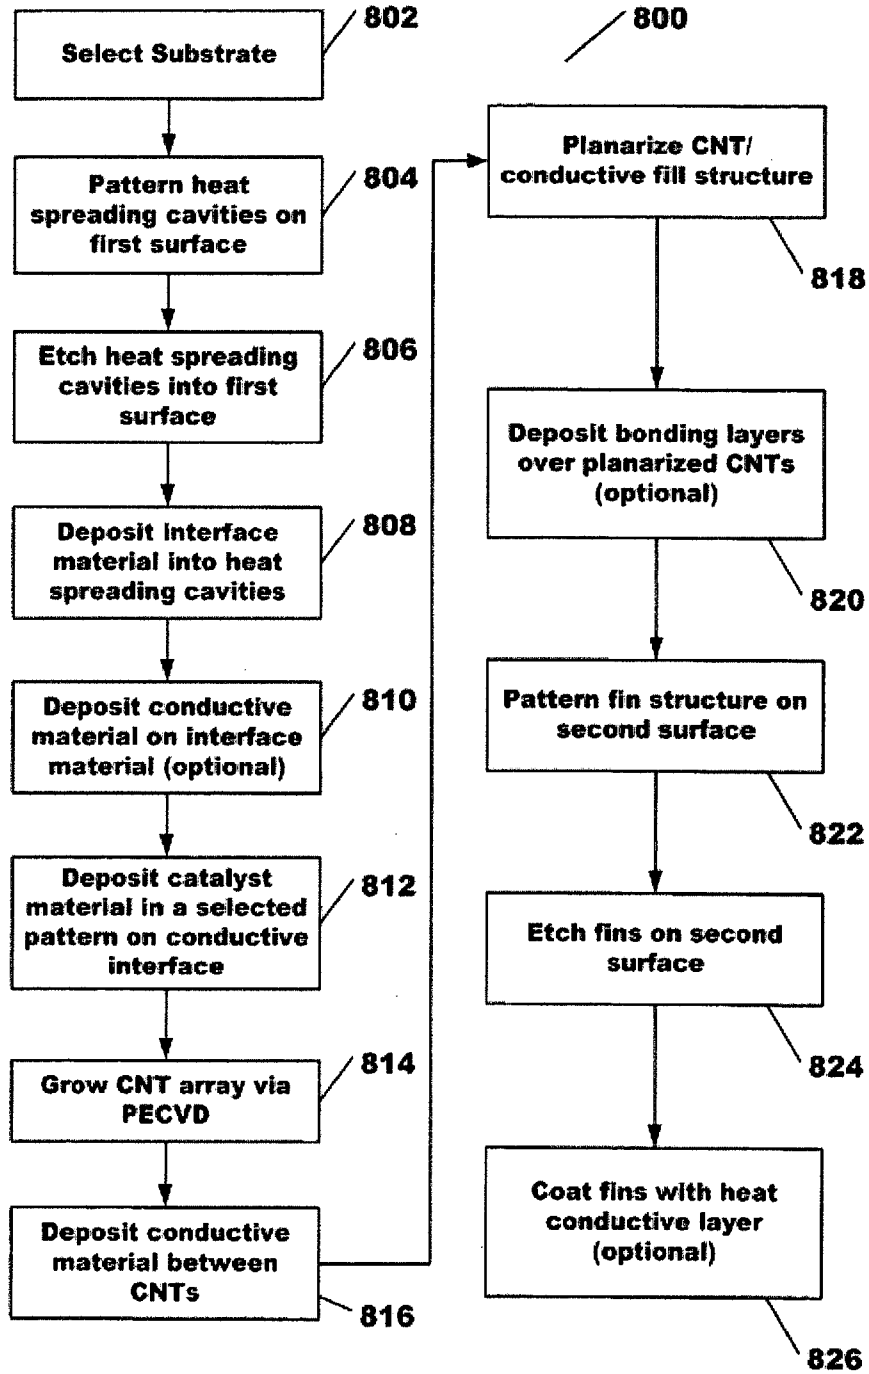 802
Select Substrate
804
Pattern heat
spreading cavities on
first surface
806
Etch heat spreading
cavities into first
surface
808
Deposit interface
material into heat
spreading cavities
810
Deposit conductive
material on interface
material (optional)
812
Deposit catalyst
material in a selected
pattern on conductive
interface
814
Grow CNT array via
PECVD
Deposit conductive
material between
CNTs
816
800
Planarize CNT/
conductive fill structure
818
Deposit bonding layers
over planarized CNTs
(optional)
820
Pattern fin structure on
second surface
822
Etch fins on second
surface
824
Coat fins with heat
conductive layer
(optional)
826